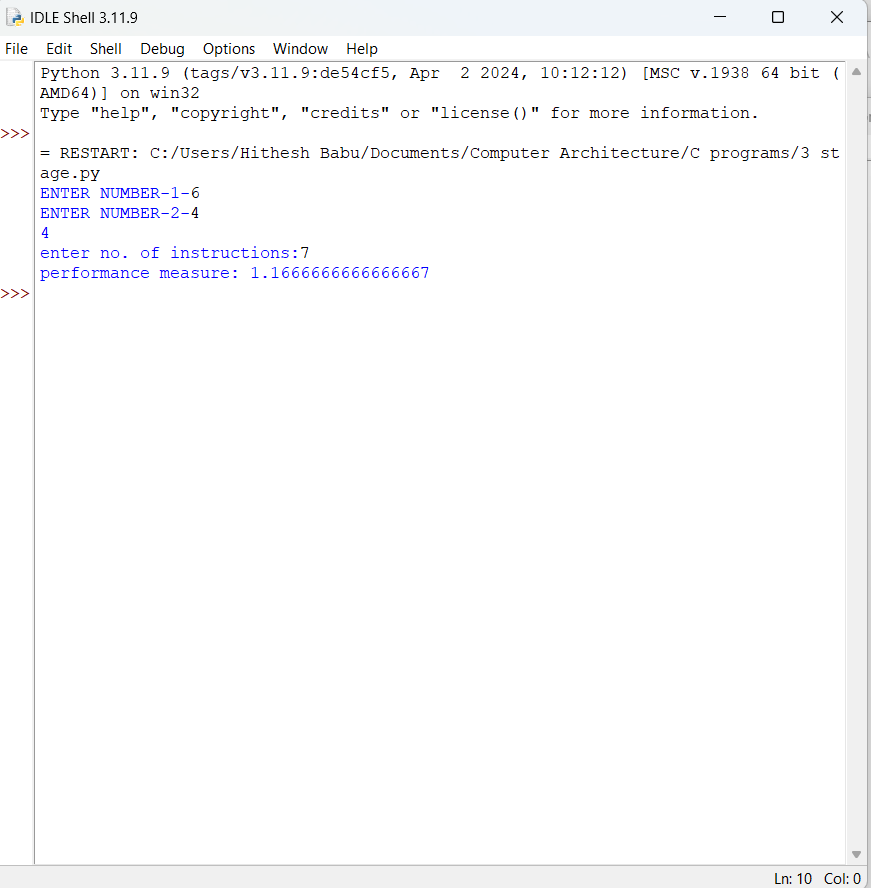 IDLE Shell 3.11.9
File Edit Shell Debug Options Window Help
Python 3.11.9 (tags/v3.11.9:de54cf5, Apr  2 2024, 10:12:12) [MSC v.1938 64 bit (
AMD64)] on win32
Type "help", "copyright", "credits" or "license()" for more information.
>>>
= RESTART: C:/Users/Hithesh Babu/Documents/Computer Architecture/C programs/3 st
age.py
ENTER NUMBER-1-6
ENTER NUMBER-2-4
4
enter no. of instructions:7
performance measure: 1.1666666666666667
>>>
Ln: 10 Col: 0